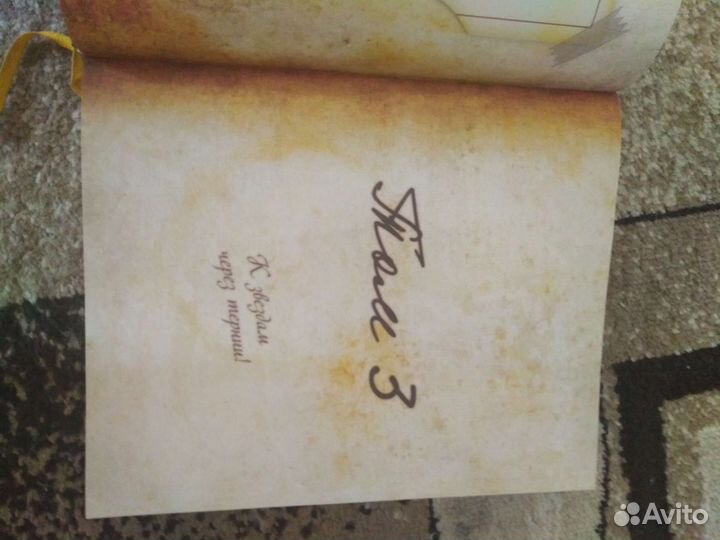 Том 3
К звездам
через тернии!
Avito